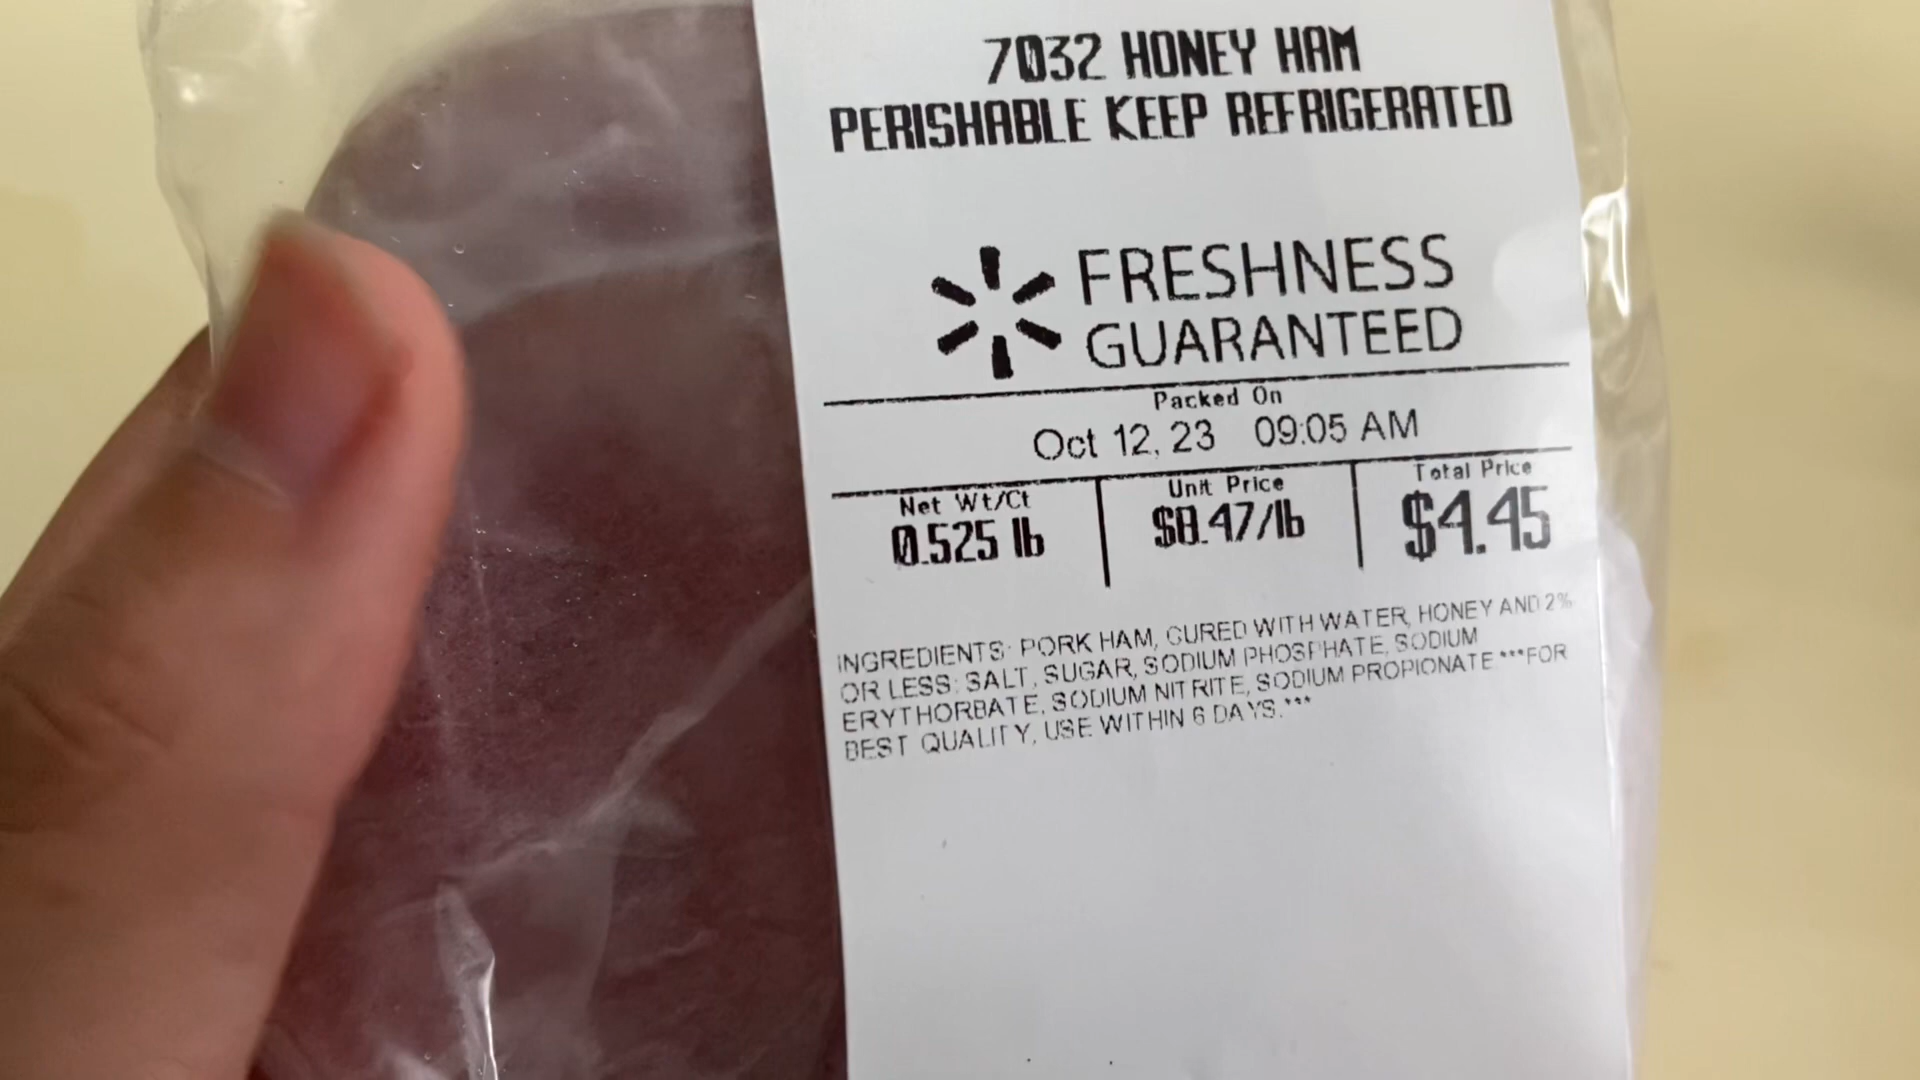 7032 HONEY HAM
PERISHABLE KEEP REFRIGERATED
FRESHNESS
GUARANTEED
Packed On
Oct 12, 23 09:05 AM
Net Wt/Ct
0.525 lb
Unit Price
$8.47/lb
Total Price
$4.45
INGREDIENTS: PORK HAM, CURED WITH WATER, HONEY AND 2%
OR LESS: SALT, SUGAR, SODIUM PHOSPHATE, SODIUM
ERYTHORBATE, SODIUM NITRITE, SODIUM PROPIONATE ***FOR
BEST QUALITY, USE WITHIN 6 DAYS.***